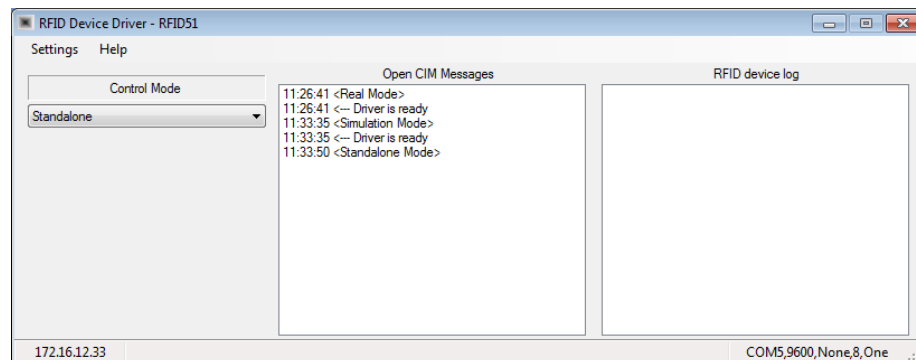 RFID Device Driver - RFID51
Settings Help
Control Mode
Standalone
Open CIM Messages
11:26:41 <Real Mode>
11:26:41 <--- Driver is ready
11:33:35 <Simulation Mode>
11:33:35 <--- Driver is ready
11:33:50 <Standalone Mode>
RFID device log
172.16.12.33
COM5,9600,None,8,One